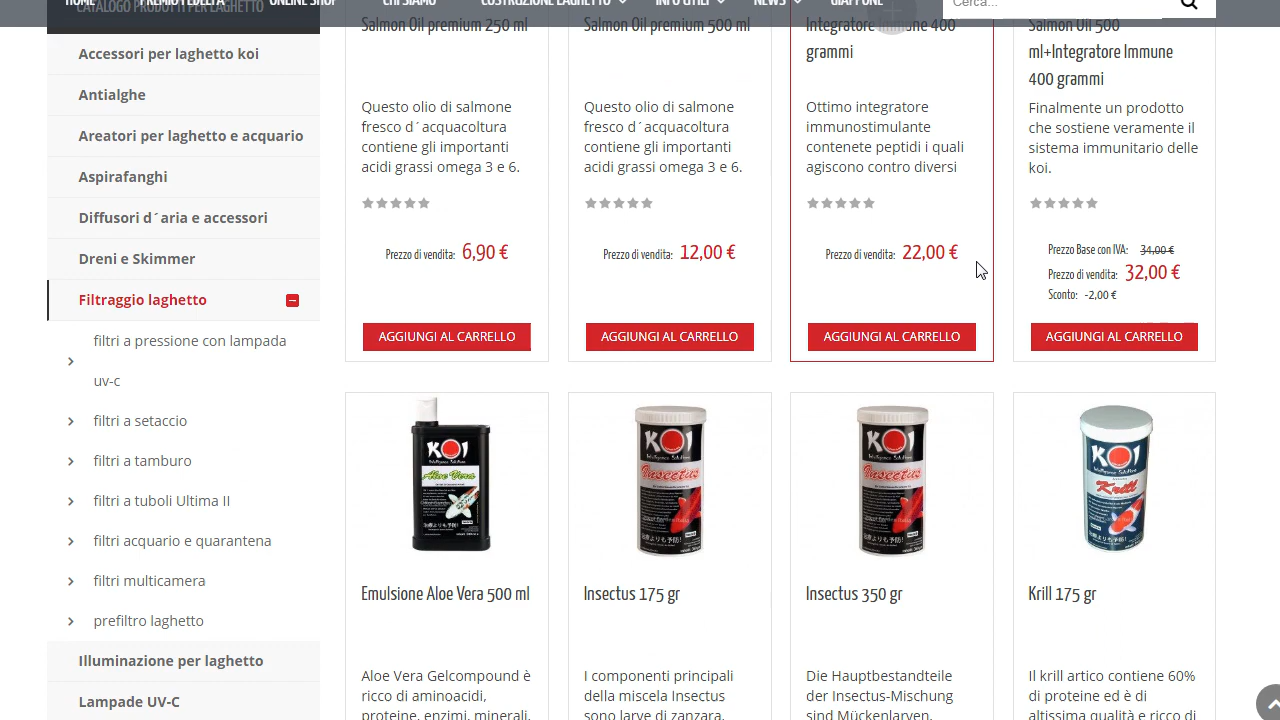 HOME
PREMIO FEDELTA'
ONLINE SHOP
CHI SIAMO
COSTRUZIONE LAGHETTO
INFO UTILI
NEWS
GIAPPONE
Cerca...
CATALOGO PRODOTTI PER LAGHETTO
Accessori per laghetto koi
Antialghe
Areatori per laghetto e acquario
Aspirafanghi
Diffusori d´aria e accessori
Dreni e Skimmer
Filtraggio laghetto
filtri a pressione con lampada
uv-c
filtri a setaccio
filtri a tamburo
filtri a tuboli Ultima II
filtri acquario e quarantena
filtri multicamera
prefiltro laghetto
Illuminazione per laghetto
Lampade UV-C
Salmon Oil premium 250 ml
Questo olio di salmone
fresco d´acquacoltura
contiene gli importanti
acidi grassi omega 3 e 6.
Prezzo di vendita: 6,90 €
AGGIUNGI AL CARRELLO
Salmon Oil premium 500 ml
Questo olio di salmone
fresco d´acquacoltura
contiene gli importanti
acidi grassi omega 3 e 6.
Prezzo di vendita: 12,00 €
AGGIUNGI AL CARRELLO
Integratore Immune 400
grammi
Ottimo integratore
immunostimulante
contenete peptidi i quali
agiscono contro diversi
Prezzo di vendita: 22,00 €
AGGIUNGI AL CARRELLO
Salmon Oil 500
ml+Integratore Immune
400 grammi
Finalmente un prodotto
che sostiene veramente il
sistema immunitario delle
koi.
Prezzo Base con IVA: 34,00 €
Prezzo di vendita: 32,00 €
Sconto: -2,00 €
AGGIUNGI AL CARRELLO
KOI
Aloe Vera
Emulsione Aloe Vera 500 ml
Aloe Vera Gelcompound è
ricco di aminoacidi,
proteine, enzimi, minerali,
KOI
Insectus
Insectus 175 gr
I componenti principali
della miscela Insectus
sono larve di zanzara,
KOI
Insectus
Insectus 350 gr
Die Hauptbestandteile
der Insectus-Mischung
sind Mückenlarven,
KOI
Krill
Krill 175 gr
Il krill artico contiene 60%
di proteine ed è di
altissima qualità e ricco di